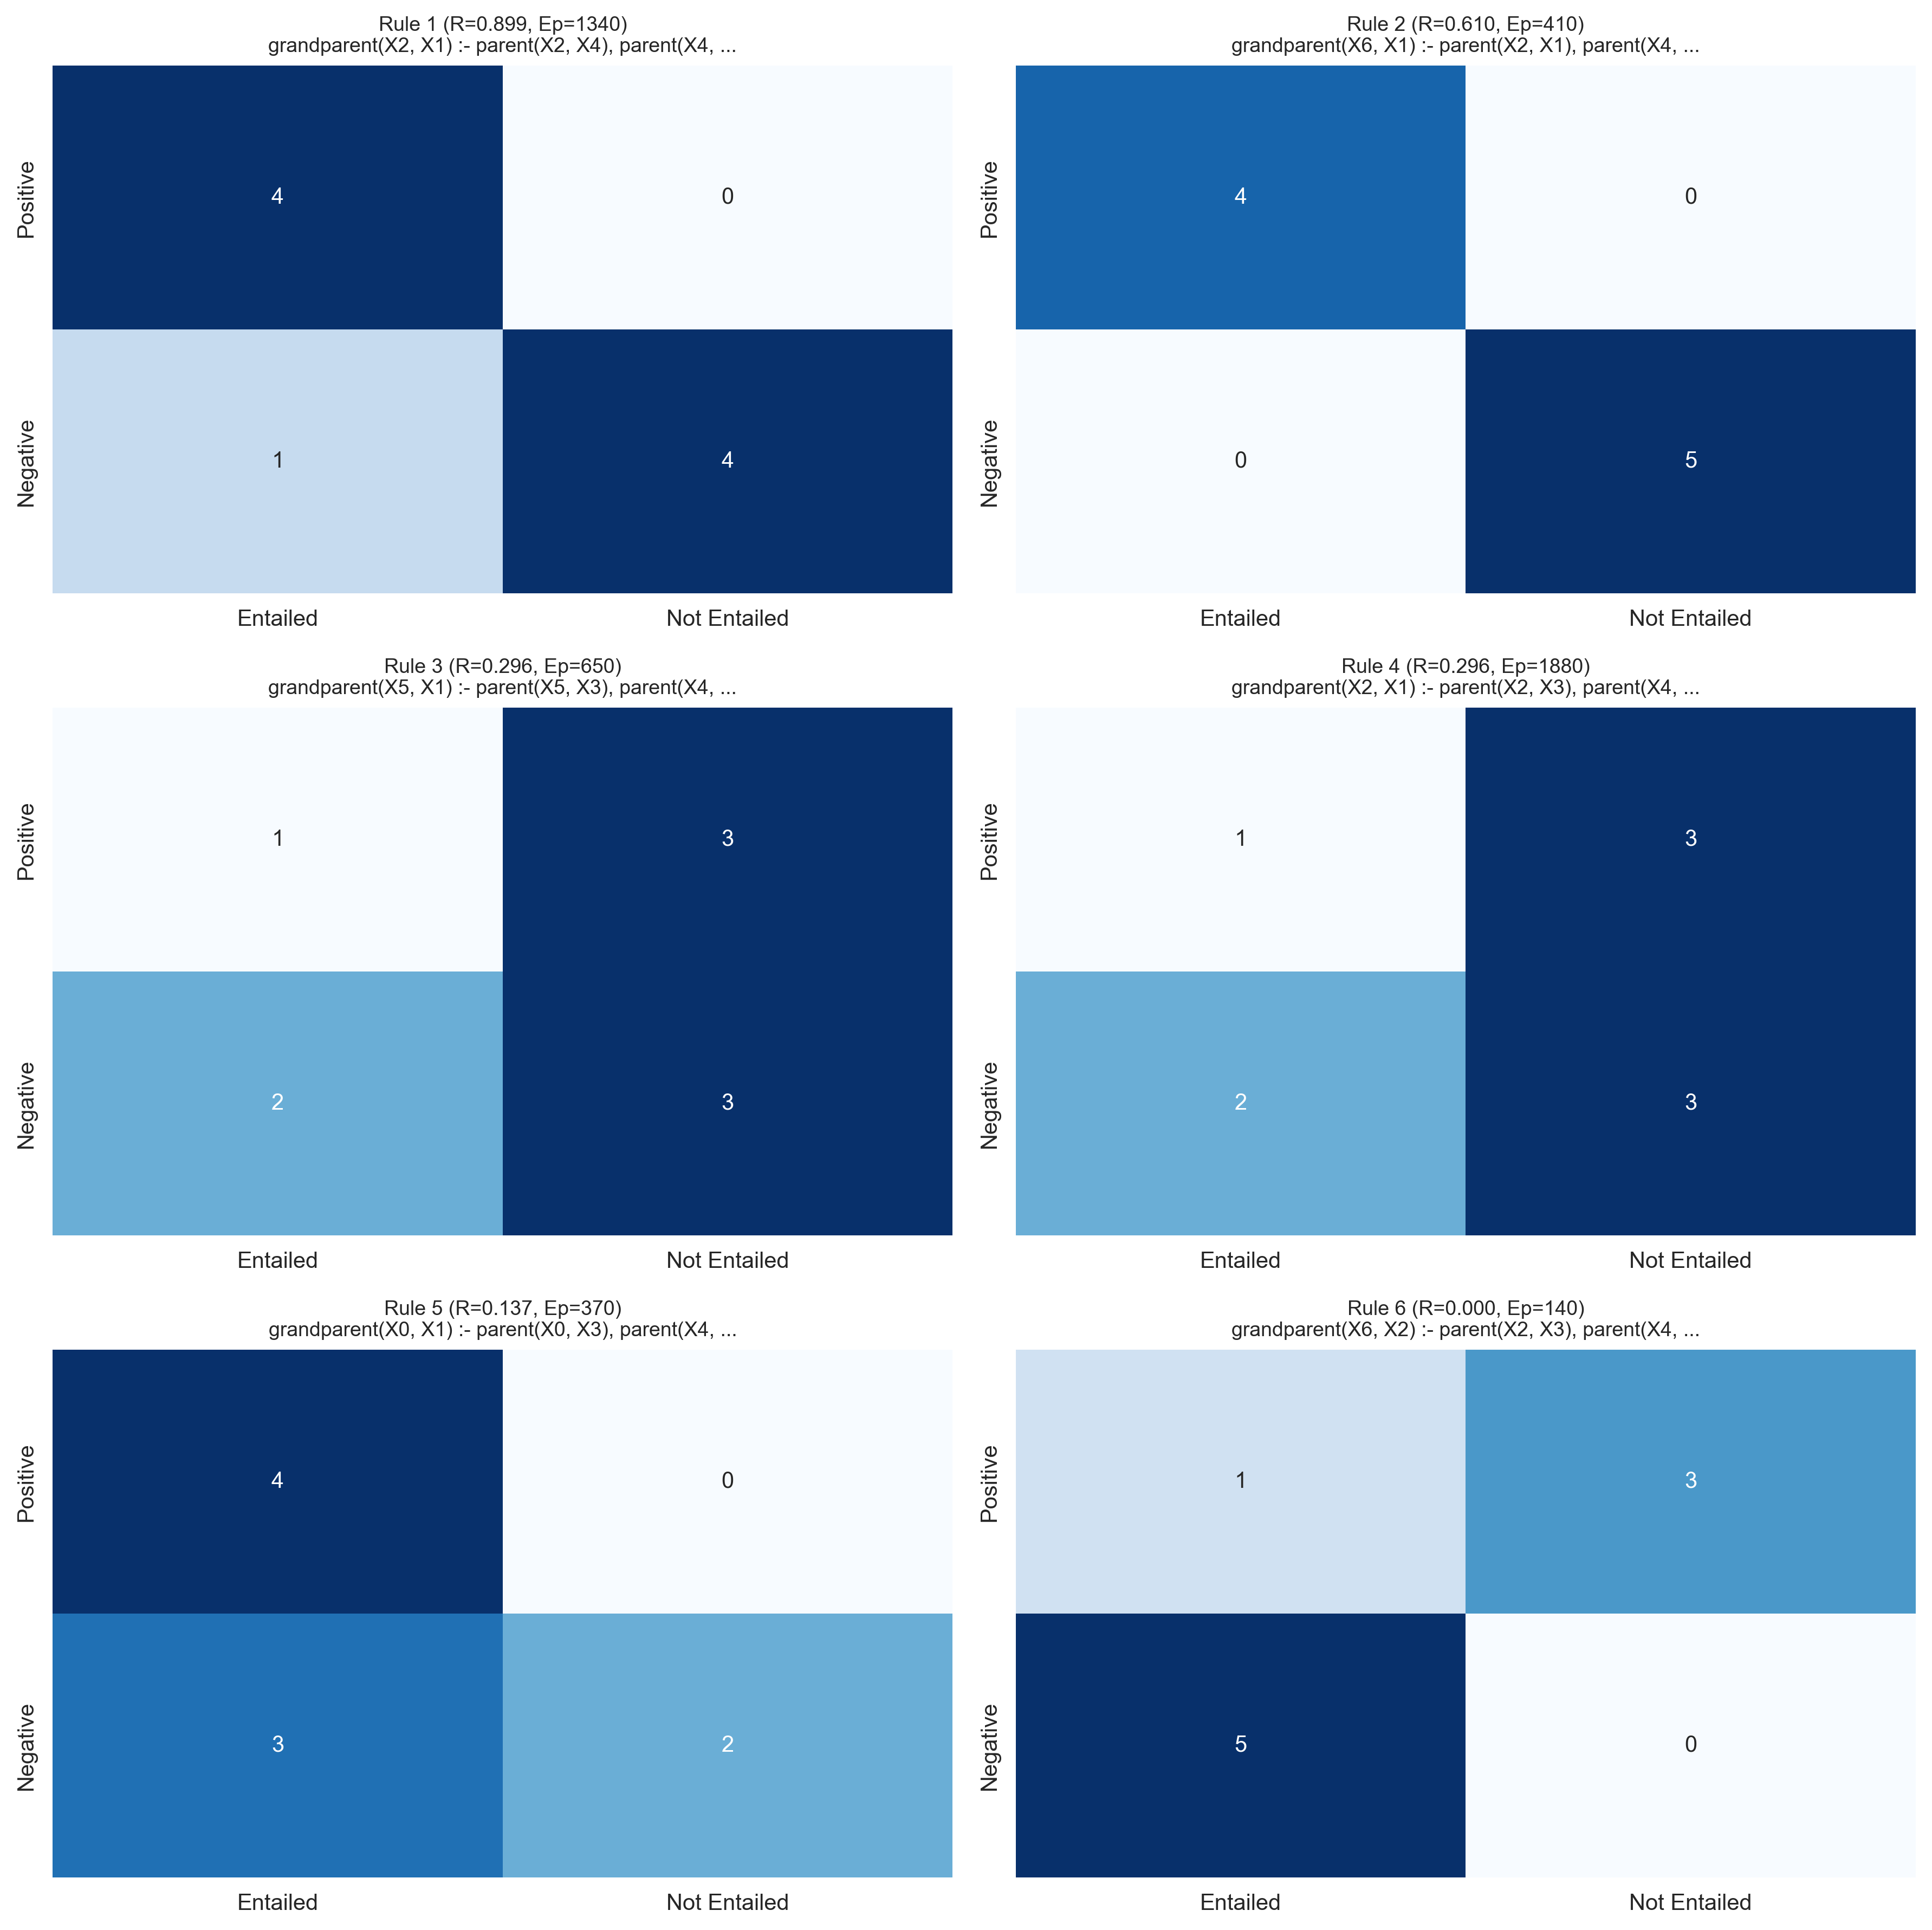 Rule 1 (R=0.899, Ep=1340)
grandparent(X2, X1) :- parent(X2, X4), parent(X4, ...
Positive
4
0
Negative
1
4
Entailed
Not Entailed
Rule 2 (R=0.610, Ep=410)
grandparent(X6, X1) :- parent(X2, X1), parent(X4, ...
Positive
4
0
Negative
0
5
Entailed
Not Entailed
Rule 3 (R=0.296, Ep=650)
grandparent(X5, X1) :- parent(X5, X3), parent(X4, ...
Positive
1
3
Negative
2
3
Entailed
Not Entailed
Rule 4 (R=0.296, Ep=1880)
grandparent(X2, X1) :- parent(X2, X3), parent(X4, ...
Positive
1
3
Negative
2
3
Entailed
Not Entailed
Rule 5 (R=0.137, Ep=370)
grandparent(X0, X1) :- parent(X0, X3), parent(X4, ...
Positive
4
0
Negative
3
2
Entailed
Not Entailed
Rule 6 (R=0.000, Ep=140)
grandparent(X6, X2) :- parent(X2, X3), parent(X4, ...
Positive
1
3
Negative
5
0
Entailed
Not Entailed